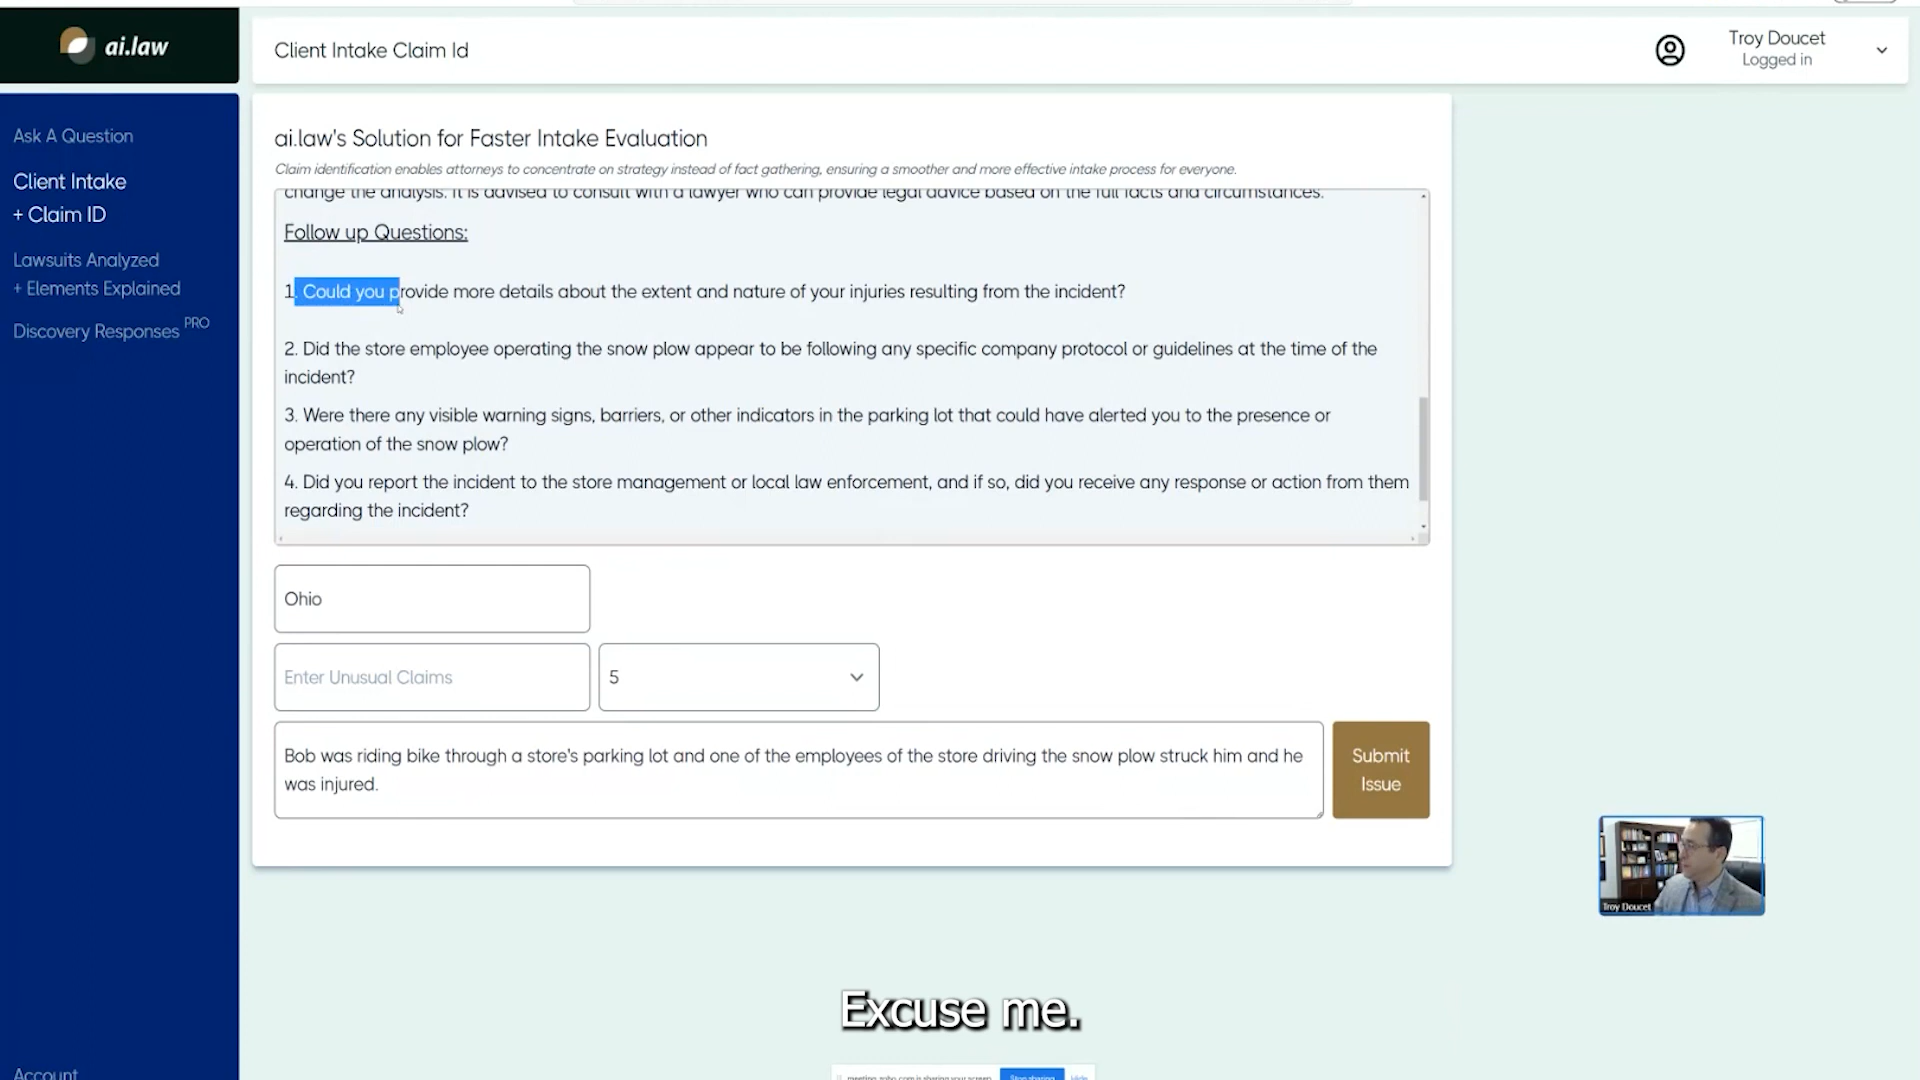 ai.law
Client Intake Claim Id
Troy Doucet
Logged in
Ask A Question
Client Intake
+ Claim ID
Lawsuits Analyzed
+ Elements Explained
Discovery Responses PRO
Account
ai.law's Solution for Faster Intake Evaluation
Claim identification enables attorneys to concentrate on strategy instead of fact gathering, ensuring a smoother and more effective intake process for everyone.
change the analysis. It is advised to consult with a lawyer who can provide legal advice based on the full facts and circumstances.
Follow up Questions:
1. Could you provide more details about the extent and nature of your injuries resulting from the incident?
2. Did the store employee operating the snow plow appear to be following any specific company protocol or guidelines at the time of the
incident?
3. Were there any visible warning signs, barriers, or other indicators in the parking lot that could have alerted you to the presence or
operation of the snow plow?
4. Did you report the incident to the store management or local law enforcement, and if so, did you receive any response or action from them
regarding the incident?
Ohio
Enter Unusual Claims
5
Bob was riding bike through a store's parking lot and one of the employees of the store driving the snow plow struck him and he
was injured.
Submit
Issue
Troy Doucet
Excuse me.
meeting.zoho.com is sharing your screen.
Stop sharing
Hide